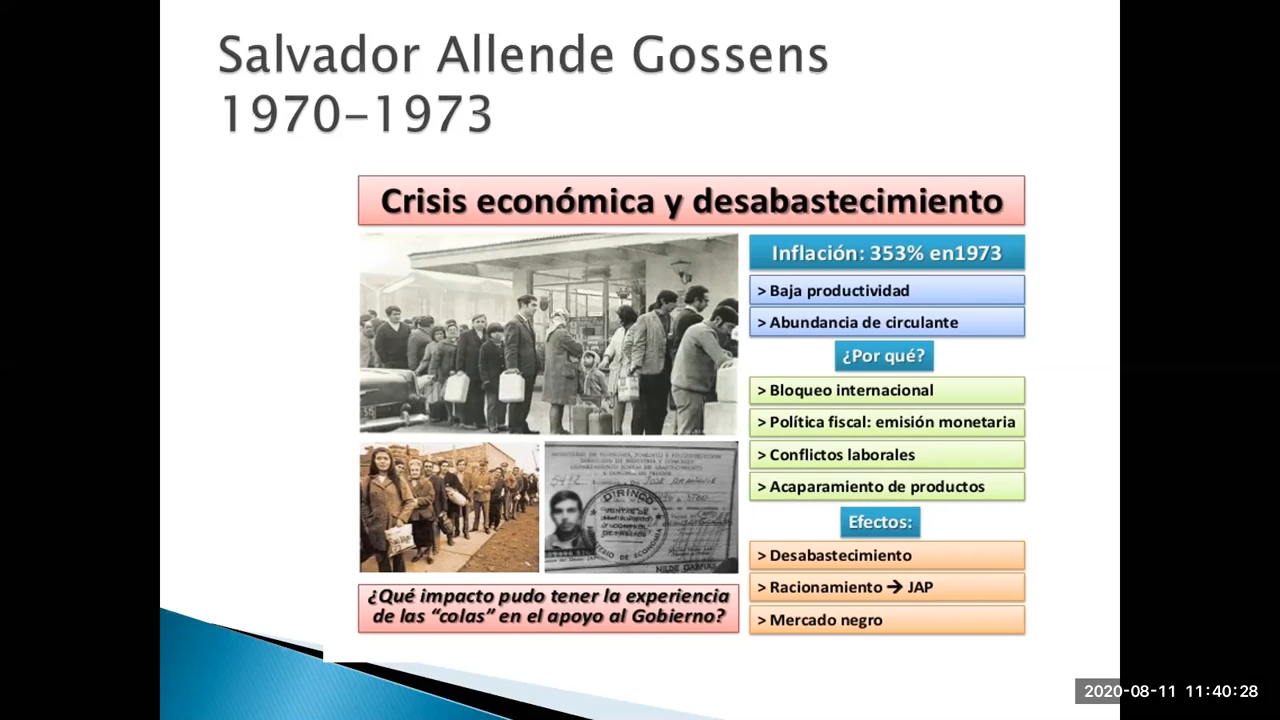 Salvador Allende Gossens
1970-1973
Crisis económica y desabastecimiento
Inflación: 353% en1973
> Baja productividad
> Abundancia de circulante
¿Por qué?
> Bloqueo internacional
> Política fiscal: emisión monetaria
> Conflictos laborales
> Acaparamiento de productos
Efectos:
> Desabastecimiento
> Racionamiento → JAP
> Mercado negro
DIRINCO
¿Qué impacto pudo tener la experiencia
de las “colas” en el apoyo al Gobierno?
2020-08-11 11:40:28